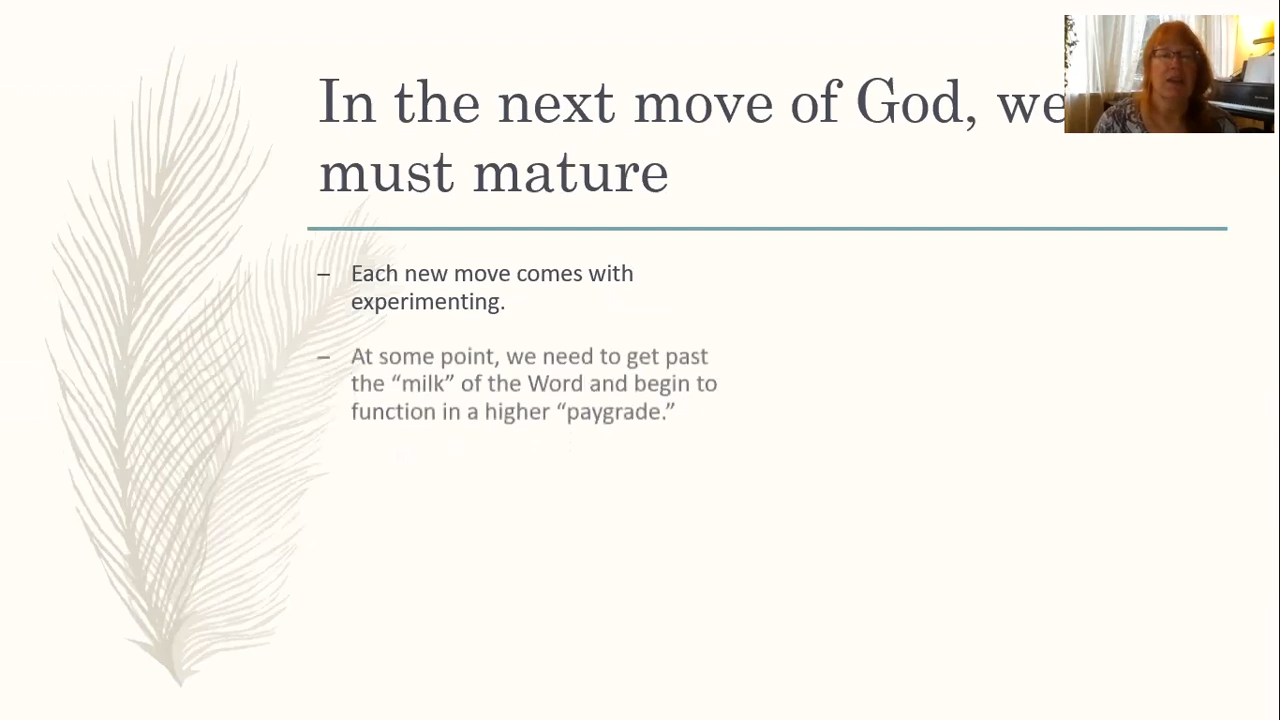 In the next move of God, we
must mature
– Each new move comes with
experimenting.
– At some point, we need to get past
the “milk” of the Word and begin to
function in a higher “paygrade.”